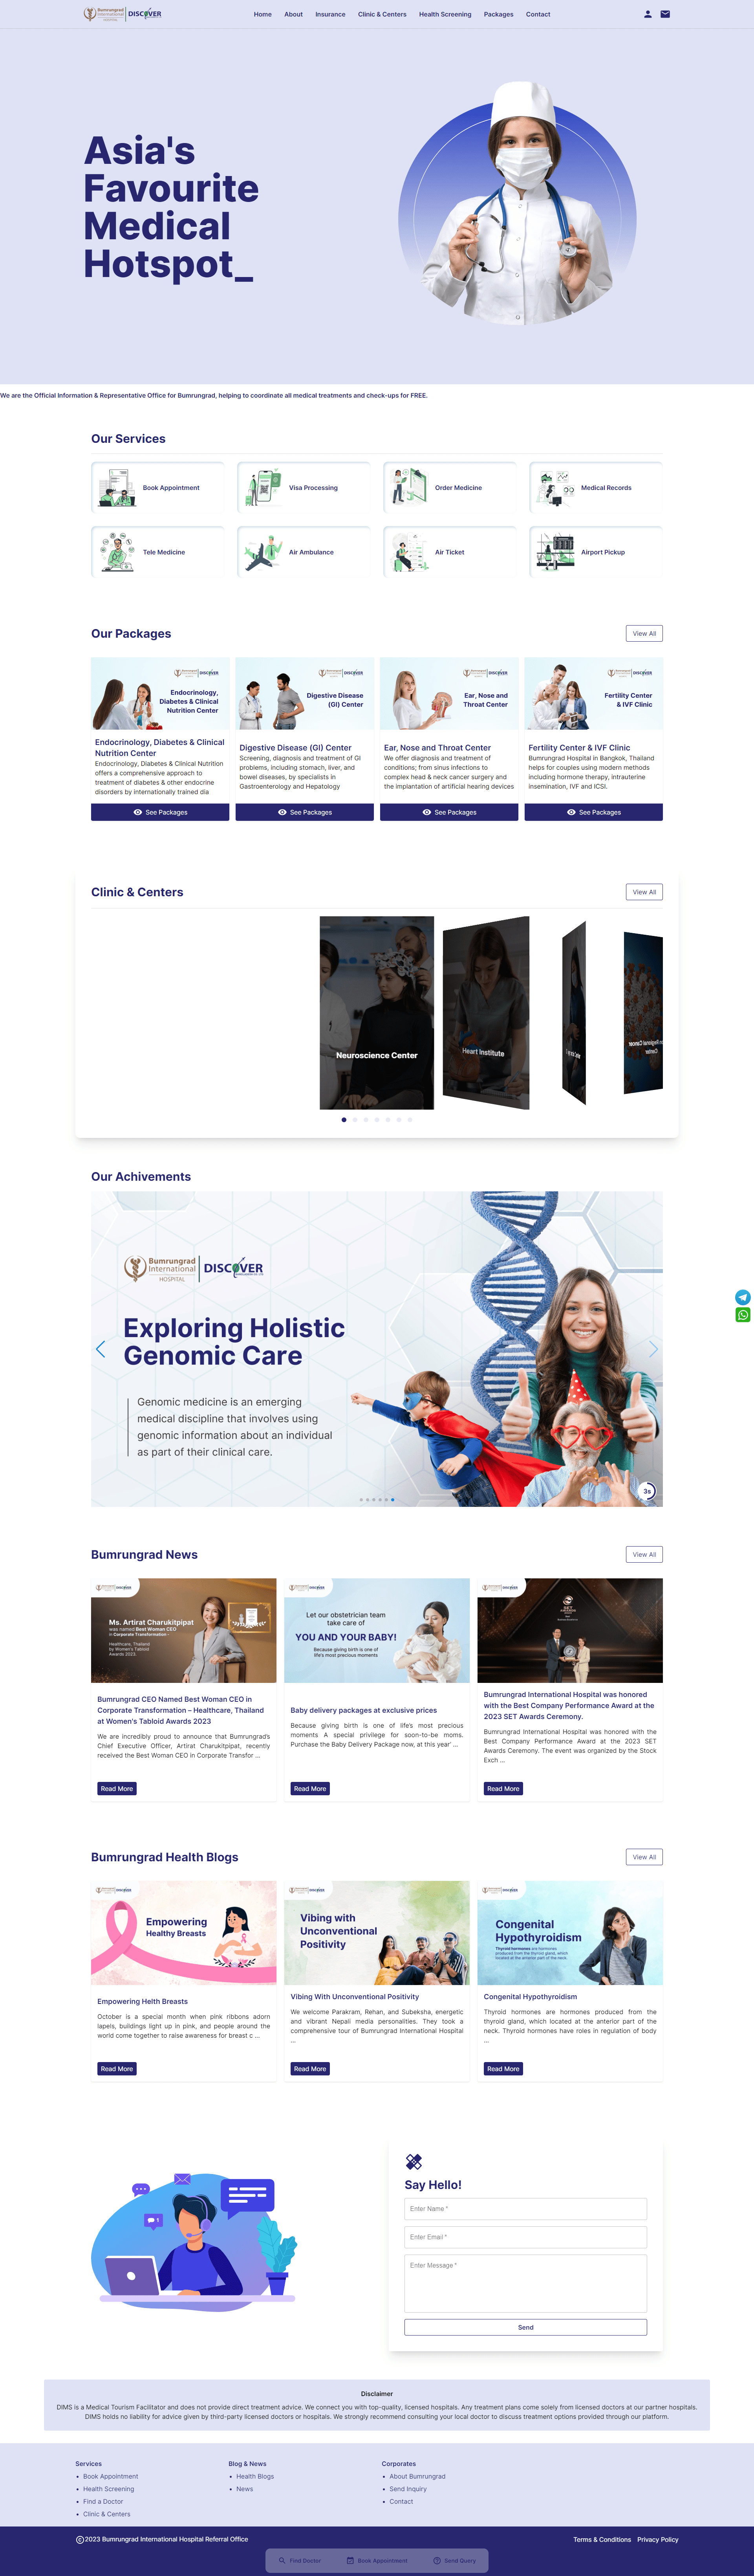 Bumrungrad
International
HOSPITAL
DISCOVER
Home
About
Insurance
Clinic & Centers
Health Screening
Packages
Contact
Asia's
Favourite
Medical
Hotspot_
We are the Official Information & Representative Office for Bumrungrad, helping to coordinate all medical treatments and check-ups for FREE.
Our Services
Book Appointment
Visa Processing
Order Medicine
Medical Records
Tele Medicine
Air Ambulance
Air Ticket
Airport Pickup
Our Packages
View All
Endocrinology,
Diabetes & Clinical
Nutrition Center
Digestive Disease
(GI) Center
Ear, Nose and
Throat Center
Fertility Center
& IVF Clinic
Endocrinology, Diabetes & Clinical
Nutrition Center
Endocrinology, Diabetes & Clinical Nutrition
offers a comprehensive approach to
treatment of diabetes & other endocrine
disorders by internationally trained dia
See Packages
Digestive Disease (GI) Center
Screening, diagnosis and treatment of GI
problems, including stomach, liver, and
bowel diseases, by specialists in
Gastroenterology and Hepatology
See Packages
Ear, Nose and Throat Center
We offer diagnosis and treatment of
conditions; from sinus infections to
complex head & neck cancer surgery and
the implantation of artificial hearing devices
See Packages
Fertility Center & IVF Clinic
Bumrungrad Hospital in Bangkok, Thailand
helps for couples using modern methods
including hormone therapy, intrauterine
insemination, IVF and ICSI.
See Packages
Clinic & Centers
View All
Neuroscience Center
Heart Institute
Our Achivements
Bumrungrad
International
HOSPITAL
DISCOVER
Exploring Holistic
Genomic Care
Genomic medicine is an emerging
medical discipline that involves using
genomic information about an individual
as part of their clinical care.
3s
Bumrungrad News
View All
Ms. Artirat Charukitpipat
was named Best Woman CEO
in Corporate Transformation -
Healthcare, Thailand
by Women's Tabloid
Awards 2023.
Bumrungrad CEO Named Best Woman CEO in
Corporate Transformation – Healthcare, Thailand
at Women's Tabloid Awards 2023
We are incredibly proud to announce that Bumrungrad's
Chief Executive Officer, Artirat Charukitpipat, recently
received the Best Woman CEO in Corporate Transfor ...
Read More
Let our obstetrician team
take care of
YOU AND YOUR BABY!
Because giving birth is one of
life's most precious moments
Baby delivery packages at exclusive prices
Because giving birth is one of life's most precious
moments A special privilege for soon-to-be moms.
Purchase the Baby Delivery Package now, at this year' ...
Read More
Bumrungrad International Hospital was honored
with the Best Company Performance Award at the
2023 SET Awards Ceremony.
Bumrungrad International Hospital was honored with the
Best Company Performance Award at the 2023 SET
Awards Ceremony. The event was organized by the Stock
Exch ...
Read More
Bumrungrad Health Blogs
View All
Empowering
Healthy Breasts
Empowering Helth Breasts
October is a special month when pink ribbons adorn
lapels, buildings light up in pink, and people around the
world come together to raise awareness for breast c ...
Read More
Vibing with
Unconventional
Positivity
Vibing With Unconventional Positivity
We welcome Parakram, Rehan, and Subeksha, energetic
and vibrant Nepali media personalities. They took a
comprehensive tour of Bumrungrad International Hospital
...
Read More
Congenital
Hypothyroidism
Thyroid hormones are hormones
produced from the thyroid gland, which
located at the anterior part of the neck.
Congenital Hypothyroidism
Thyroid hormones are hormones produced from the
thyroid gland, which located at the anterior part of the
neck. Thyroid hormones have roles in regulation of body
...
Read More
Say Hello!
Enter Name *
Enter Email *
Enter Message *
Send
Disclaimer
DIMS is a Medical Tourism Facilitator and does not provide direct treatment advice. We connect you with top-quality, licensed hospitals. Any treatment plans come solely from licensed doctors at our partner hospitals.
DIMS holds no liability for advice given by third-party licensed doctors or hospitals. We strongly recommend consulting your local doctor to discuss treatment options provided through our platform.
Services
Book Appointment
Health Screening
Find a Doctor
Clinic & Centers
Blog & News
Health Blogs
News
Corporates
About Bumrungrad
Send Inquiry
Contact
©2023 Bumrungrad International Hospital Referral Office
Terms & Conditions
Privacy Policy
Find Doctor
Book Appointment
Send Query